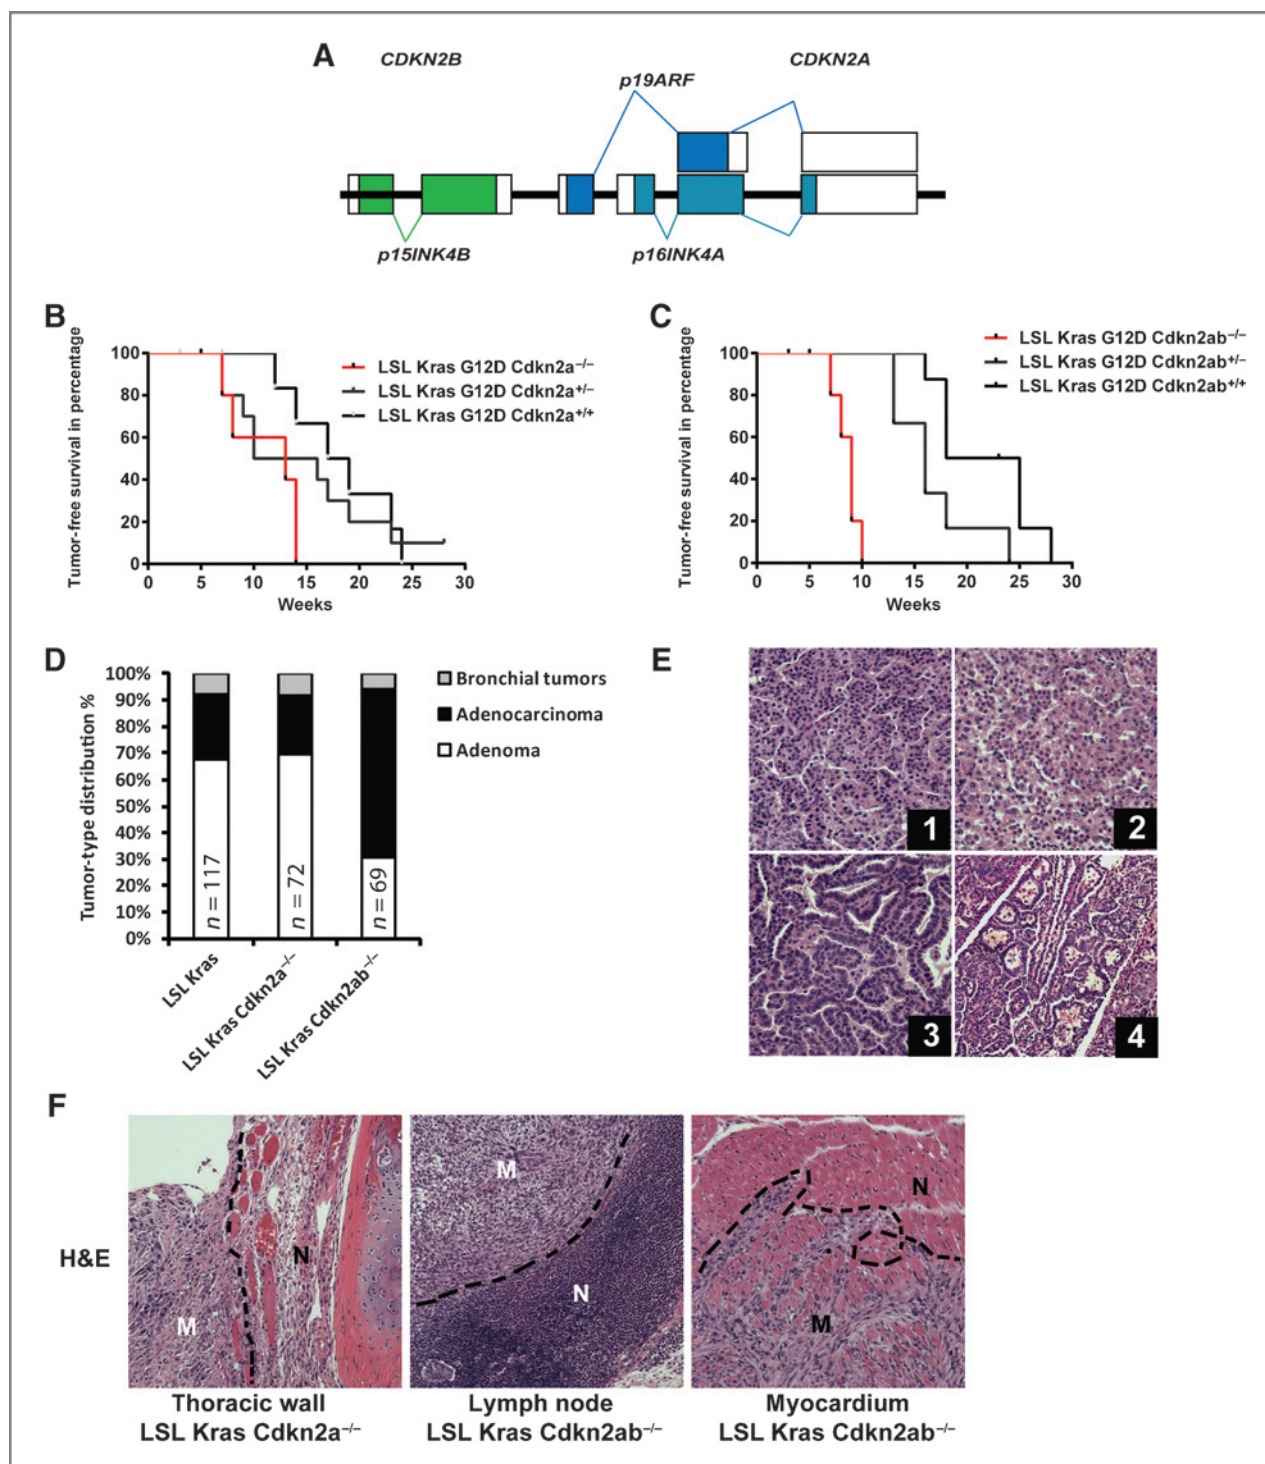 A
CDKN2B
CDKN2A
p19ARF
p15INK4B
p16INK4A
B
Tumor-free survival in percentage
100
80
60
40
20
0
0 5 10 15 20 25 30
Weeks
LSL Kras G12D Cdkn2a–/–
LSL Kras G12D Cdkn2a+/–
LSL Kras G12D Cdkn2a+/+
C
Tumor-free survival in percentage
100
80
60
40
20
0
0 5 10 15 20 25 30
Weeks
LSL Kras G12D Cdkn2ab–/–
LSL Kras G12D Cdkn2ab+/–
LSL Kras G12D Cdkn2ab+/+
D
Tumor-type distribution %
100%
90%
80%
70%
60%
50%
40%
30%
20%
10%
0%
n = 117
n = 72
n = 69
LSL Kras
LSL Kras Cdkn2a–/–
LSL Kras Cdkn2ab–/–
Bronchial tumors
Adenocarcinoma
Adenoma
E
1
2
3
4
F
H&E
M
N
M
N
N
M
Thoracic wall
LSL Kras Cdkn2a–/–
Lymph node
LSL Kras Cdkn2ab–/–
Myocardium
LSL Kras Cdkn2ab–/–